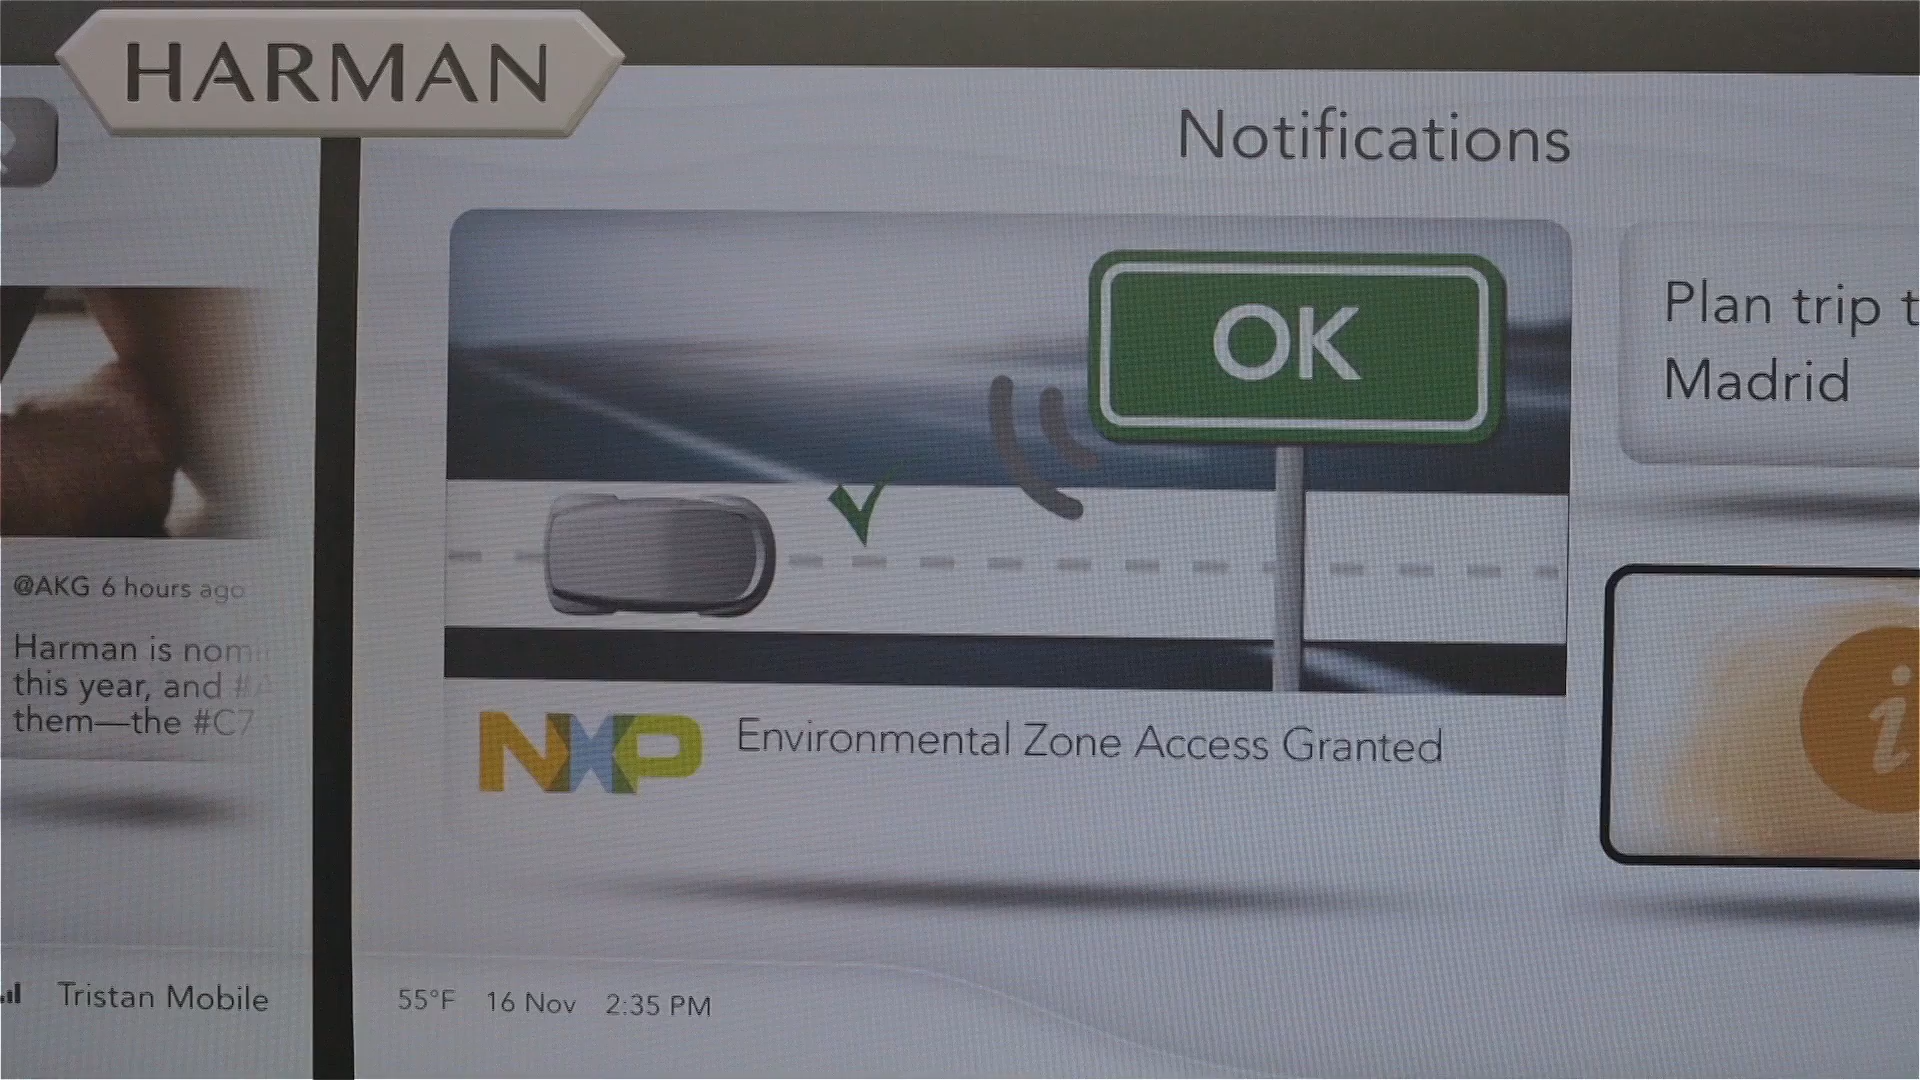 HARMAN
Notifications
OK
Plan trip
Madrid
@AKG 6 hours ago
Harman is
this year, and
them—the #C7
NXP
Environmental Zone Access Granted
i
Tristan Mobile
55°F 16 Nov 2:35 PM